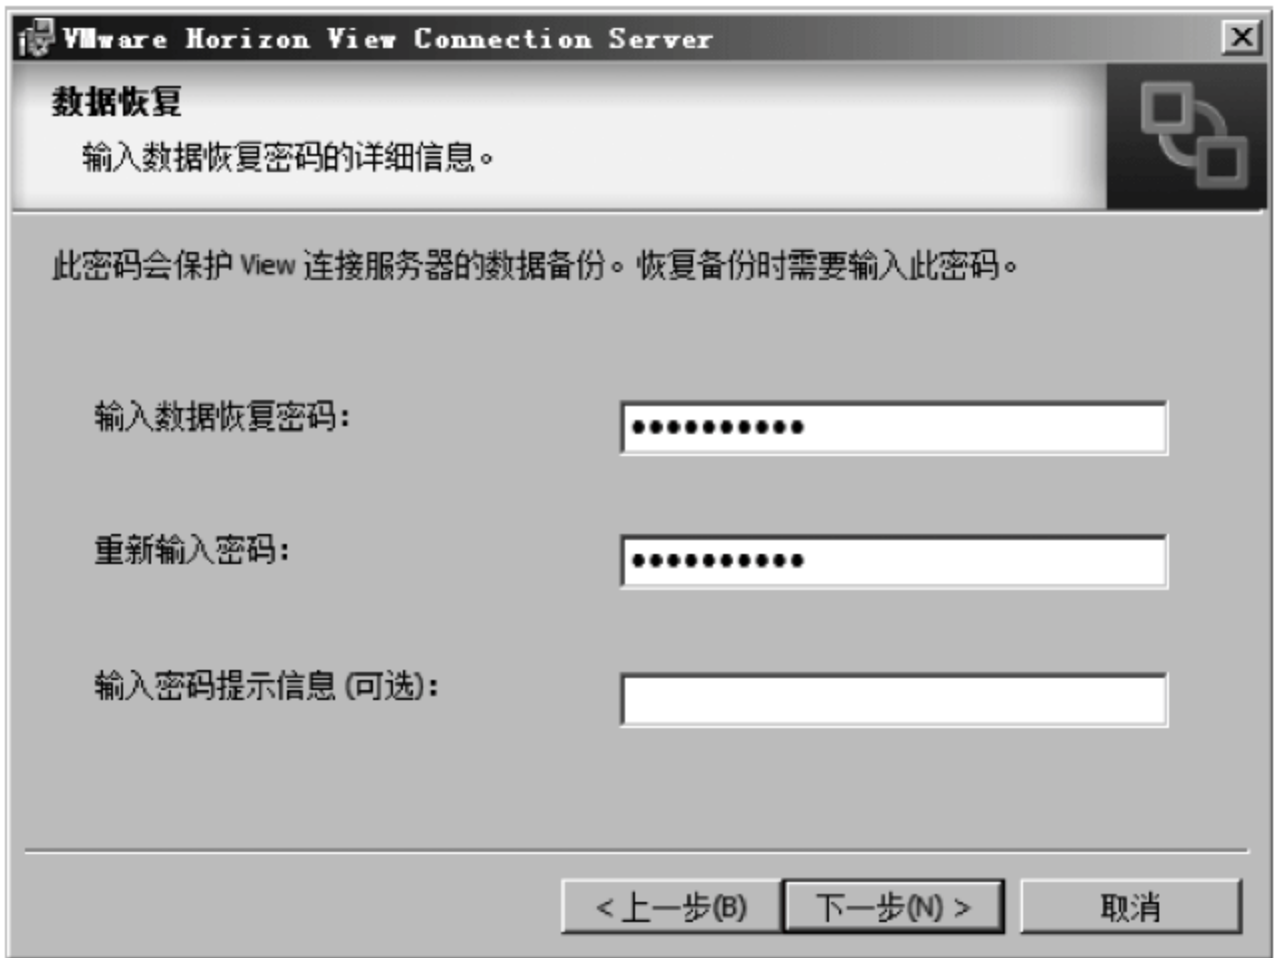 VMware Horizon View Connection Server
数据恢复
输入数据恢复密码的详细信息。
此密码会保护 View 连接服务器的数据备份。恢复备份时需要输入此密码。
输入数据恢复密码:
●●●●●●●●●●
重新输入密码:
●●●●●●●●●●
输入密码提示信息 (可选):
< 上一步(B) 下一步(N) > 取消